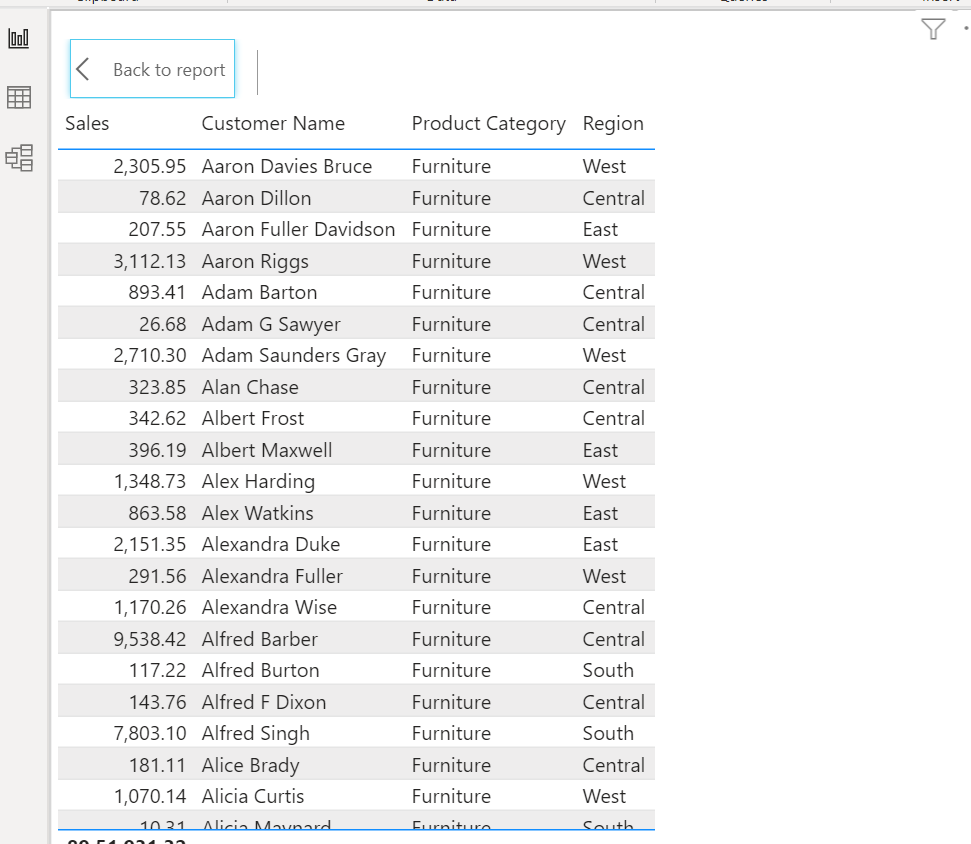 Back to report
Sales Customer Name Product Category Region
2,305.95 Aaron Davies Bruce Furniture West
78.62 Aaron Dillon Furniture Central
207.55 Aaron Fuller Davidson Furniture East
3,112.13 Aaron Riggs Furniture West
893.41 Adam Barton Furniture Central
26.68 Adam G Sawyer Furniture Central
2,710.30 Adam Saunders Gray Furniture West
323.85 Alan Chase Furniture Central
342.62 Albert Frost Furniture Central
396.19 Albert Maxwell Furniture East
1,348.73 Alex Harding Furniture West
863.58 Alex Watkins Furniture East
2,151.35 Alexandra Duke Furniture East
291.56 Alexandra Fuller Furniture West
1,170.26 Alexandra Wise Furniture Central
9,538.42 Alfred Barber Furniture Central
117.22 Alfred Burton Furniture South
143.76 Alfred F Dixon Furniture Central
7,803.10 Alfred Singh Furniture South
181.11 Alice Brady Furniture Central
1,070.14 Alicia Curtis Furniture West
10.31 Alicia Maynard Furniture South